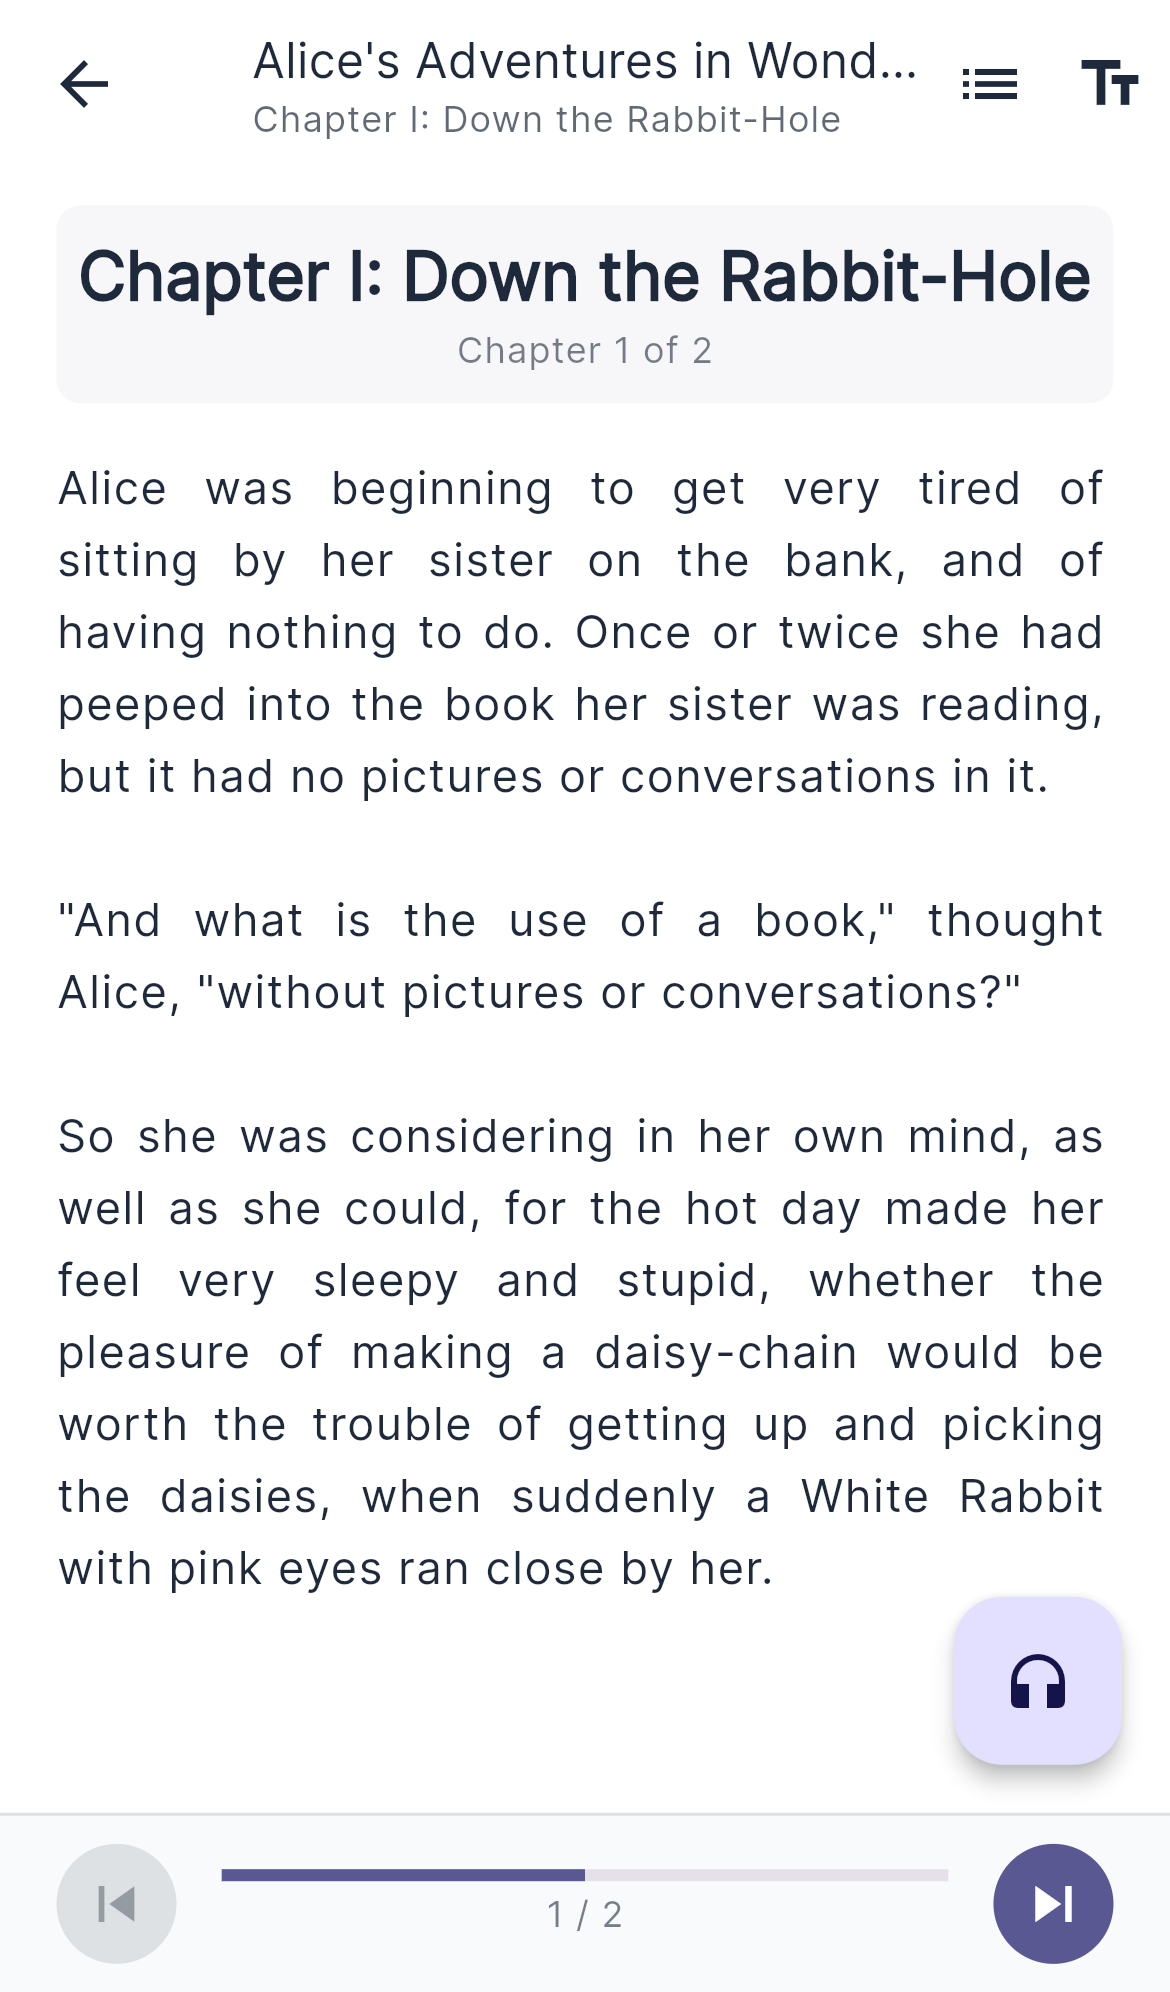 Alice's Adventures in Wond...
Chapter I: Down the Rabbit-Hole
Chapter I: Down the Rabbit-Hole
Chapter 1 of 2
Alice was beginning to get very tired of
sitting by her sister on the bank, and of
having nothing to do. Once or twice she had
peeped into the book her sister was reading,
but it had no pictures or conversations in it.
"And what is the use of a book," thought
Alice, "without pictures or conversations?"
So she was considering in her own mind, as
well as she could, for the hot day made her
feel very sleepy and stupid, whether the
pleasure of making a daisy-chain would be
worth the trouble of getting up and picking
the daisies, when suddenly a White Rabbit
with pink eyes ran close by her.
1 / 2